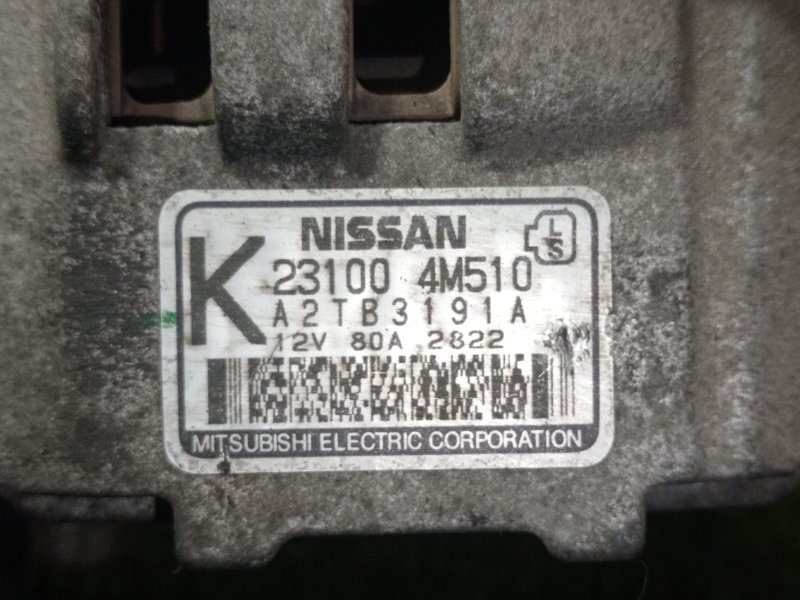 NISSAN
L
S
K
23100 4M510
A2TB3191A
12V 80A 2822
MITSUBISHI ELECTRIC CORPORATION